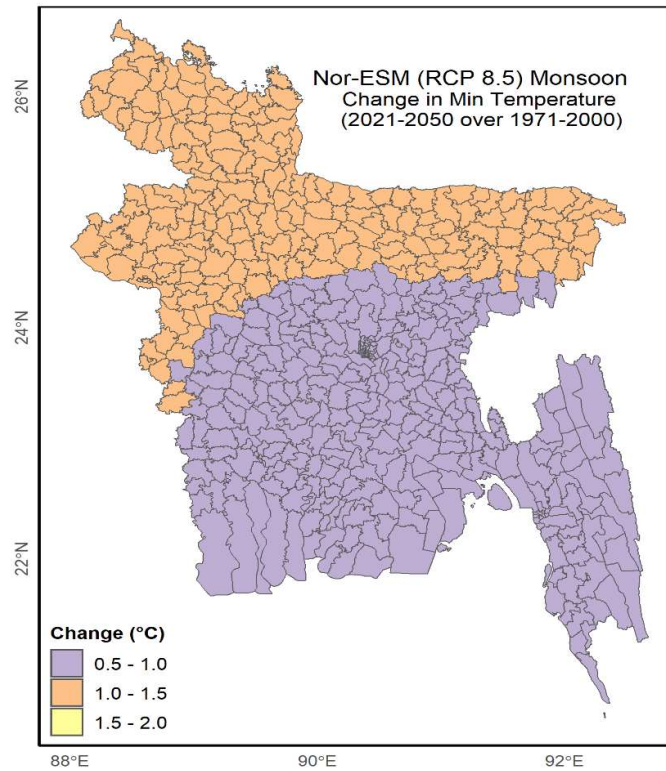 Nor-ESM (RCP 8.5) Monsoon
Change in Min Temperature
(2021-2050 over 1971-2000)
26°N
24°N
22°N
Change (°C)
0.5 - 1.0
1.0 - 1.5
1.5 - 2.0
88°E 90°E 92°E